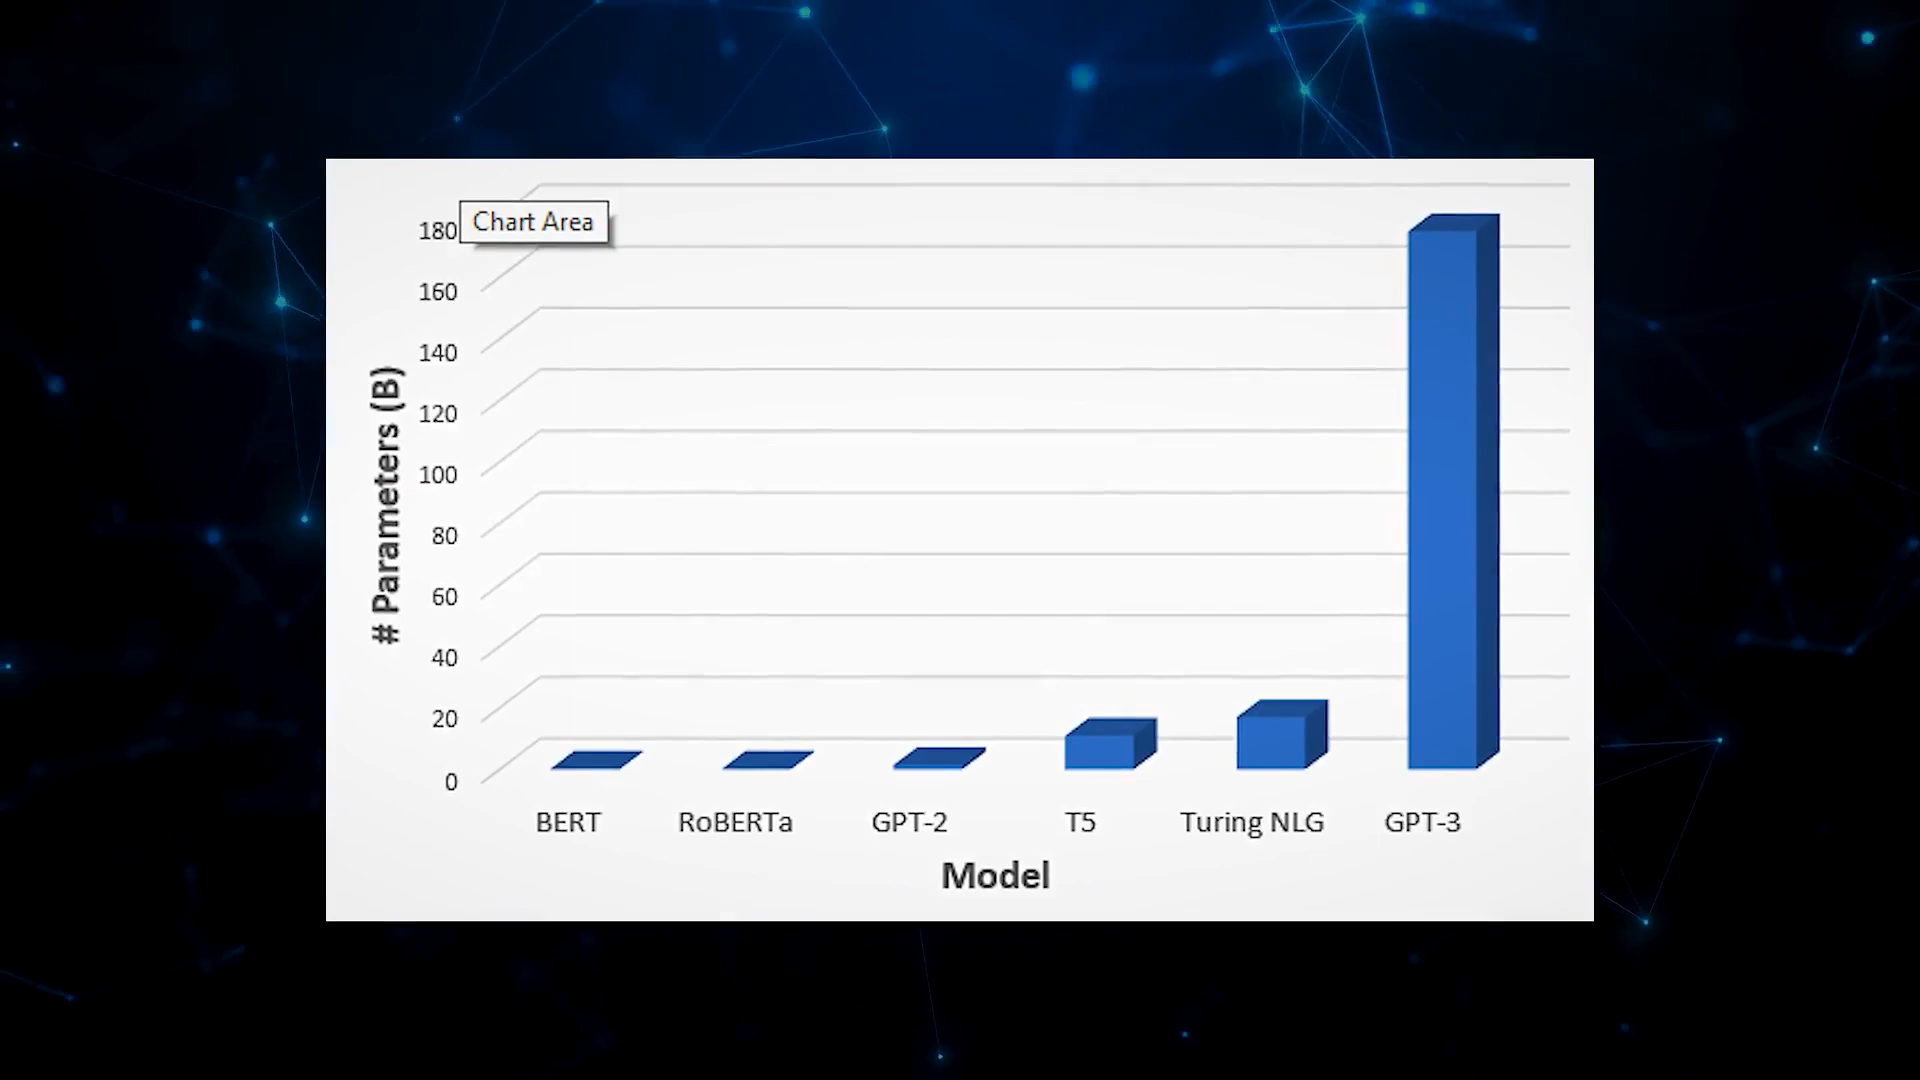 Chart Area
180
160
140
120
100
80
60
40
20
0
# Parameters (B)
BERT RoBERTa GPT-2 T5 Turing NLG GPT-3
Model